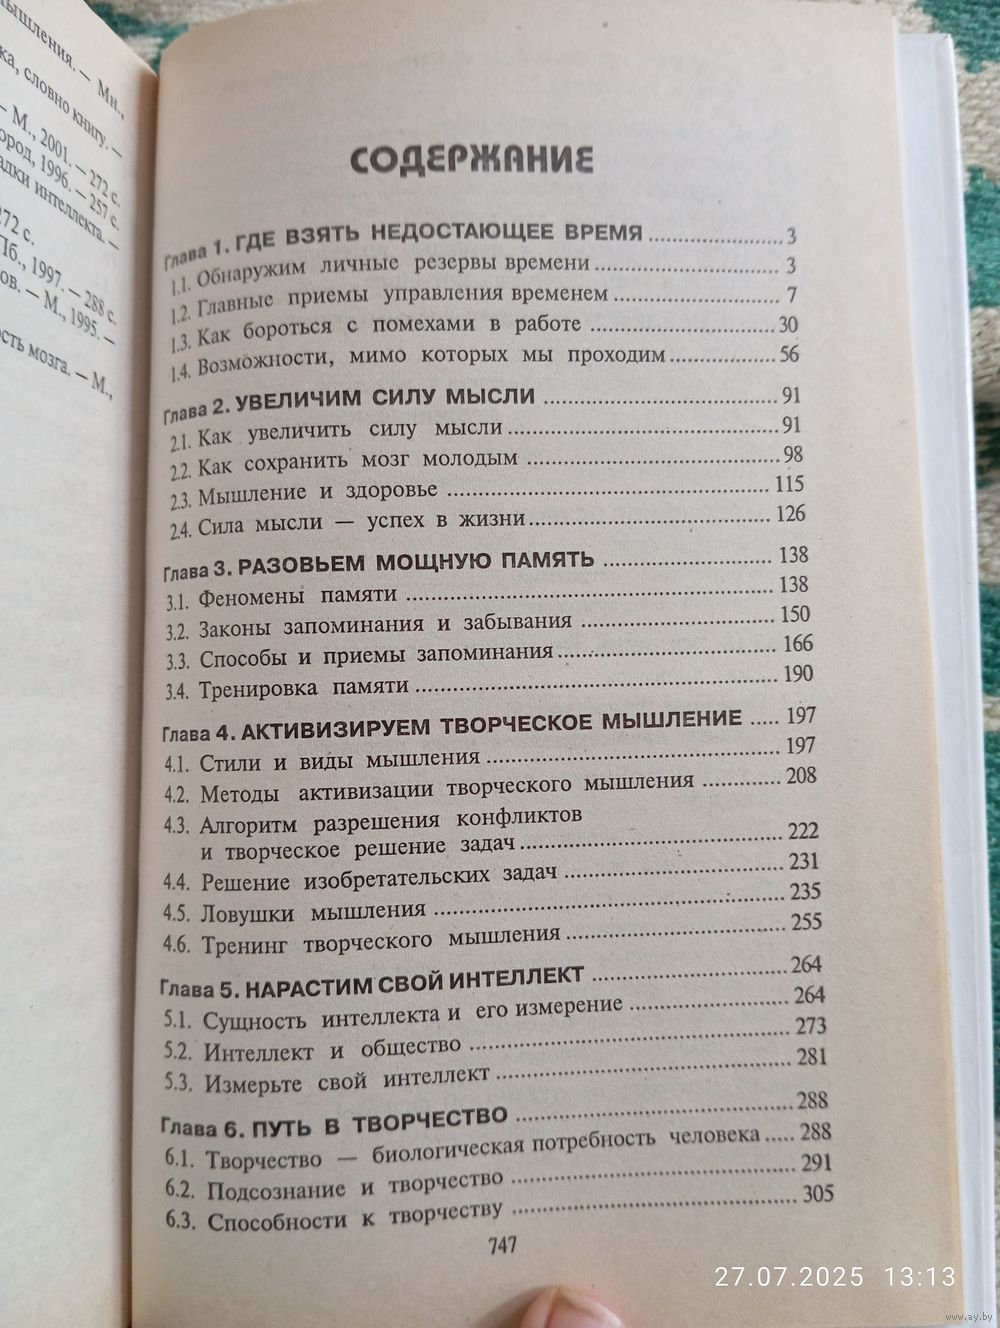 мышления. — Мн.,
ка, словно книгу. —
— М., 2001. — 272 с.
ород, 1996. — 257 с.
адки интеллекта. —
272 с.
Пб., 1997. — 288 с.
ов. — М., 1995. —
ость мозга. — М.,
СОДЕРЖАНИЕ
Глава 1. ГДЕ ВЗЯТЬ НЕДОСТАЮЩЕЕ ВРЕМЯ ..................... 3
1.1. Обнаружим личные резервы времени ............................ 3
1.2. Главные приемы управления временем ......................... 7
1.3. Как бороться с помехами в работе ............................ 30
1.4. Возможности, мимо которых мы проходим ................ 56
Глава 2. УВЕЛИЧИМ СИЛУ МЫСЛИ ................................... 91
2.1. Как увеличить силу мысли ......................................... 91
2.2. Как сохранить мозг молодым ..................................... 98
2.3. Мышление и здоровье ................................................ 115
2.4. Сила мысли — успех в жизни .................................... 126
Глава 3. РАЗОВЬЕМ МОЩНУЮ ПАМЯТЬ ......................... 138
3.1. Феномены памяти ...................................................... 138
3.2. Законы запоминания и забывания ............................ 150
3.3. Способы и приемы запоминания ................................ 166
3.4. Тренировка памяти ..................................................... 190
Глава 4. АКТИВИЗИРУЕМ ТВОРЧЕСКОЕ МЫШЛЕНИЕ ..... 197
4.1. Стили и виды мышления ............................................ 197
4.2. Методы активизации творческого мышления ............. 208
4.3. Алгоритм разрешения конфликтов
и творческое решение задач ........................................ 222
4.4. Решение изобретательских задач ................................ 231
4.5. Ловушки мышления .................................................... 235
4.6. Тренинг творческого мышления ................................. 255
Глава 5. НАРАСТИМ СВОЙ ИНТЕЛЛЕКТ ............................. 264
5.1. Сущность интеллекта и его измерение ....................... 264
5.2. Интеллект и общество ................................................ 273
5.3. Измерьте свой интеллект ............................................ 281
Глава 6. ПУТЬ В ТВОРЧЕСТВО .......................................... 288
6.1. Творчество — биологическая потребность человека ..... 288
6.2. Подсознание и творчество .......................................... 291
6.3. Способности к творчеству .......................................... 305
747
27.07.2025 13:13
www.ay.by